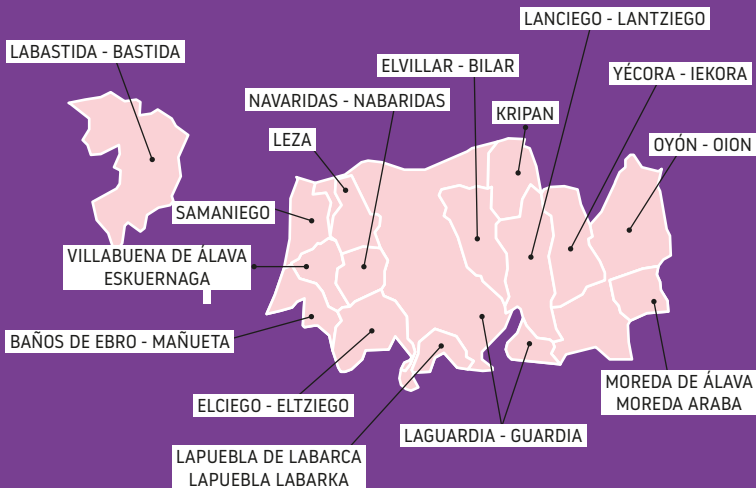 LANCIEGO - LANTZIEGO
LABASTIDA - BASTIDA
ELVILLAR - BILAR
YÉCORA - IEKORA
NAVARIDAS - NABARIDAS
KRIPAN
LEZA
OYÓN - OION
SAMANIEGO
VILLABUENA DE ÁLAVA
ESKUERNAGA
BAÑOS DE EBRO - MAÑUETA
MOREDA DE ÁLAVA
MOREDA ARABA
ELCIEGO - ELTZIEGO
LAGUARDIA - GUARDIA
LAPUEBLA DE LABARCA
LAPUEBLA LABARKA